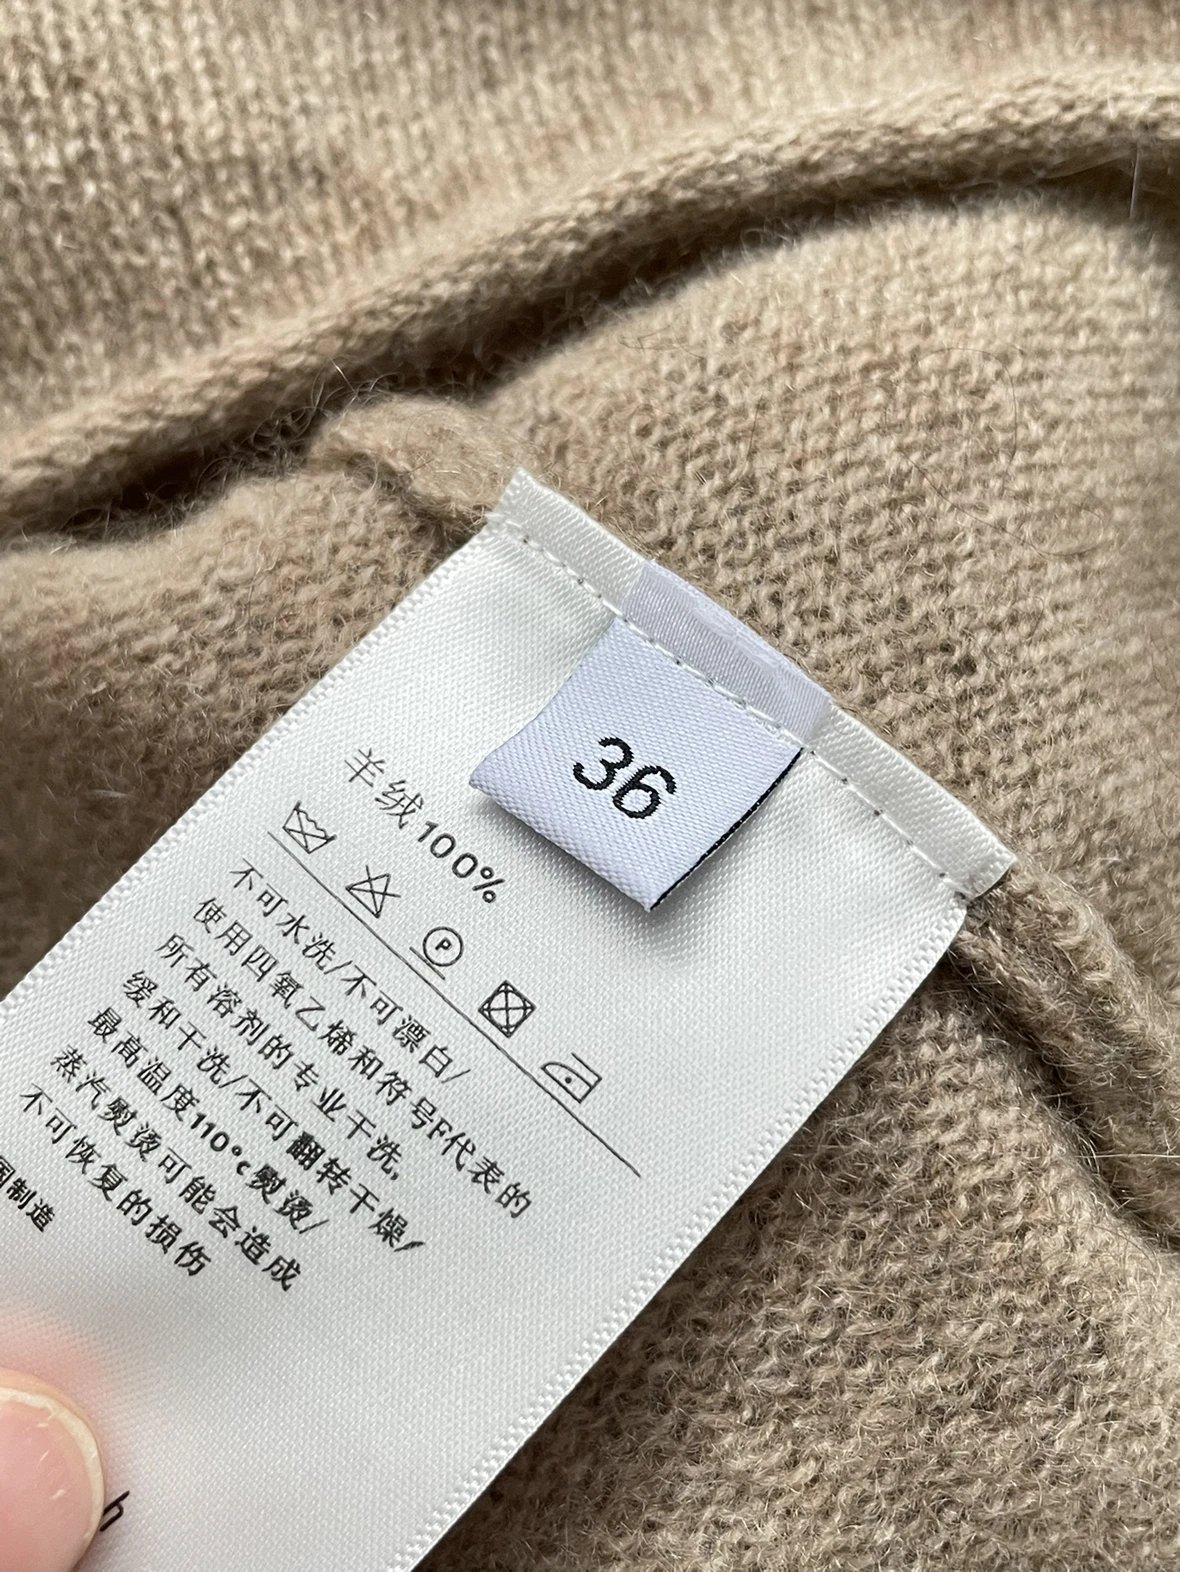 36
羊绒100%
P
不可水洗/不可漂白/
使用四氯乙烯和符号F代表的
所有溶剂的专业干洗,
缓和干洗/不可翻转干燥/
最高温度110°c熨烫/
蒸汽熨烫可能会造成
不可恢复的损伤
国制造
h